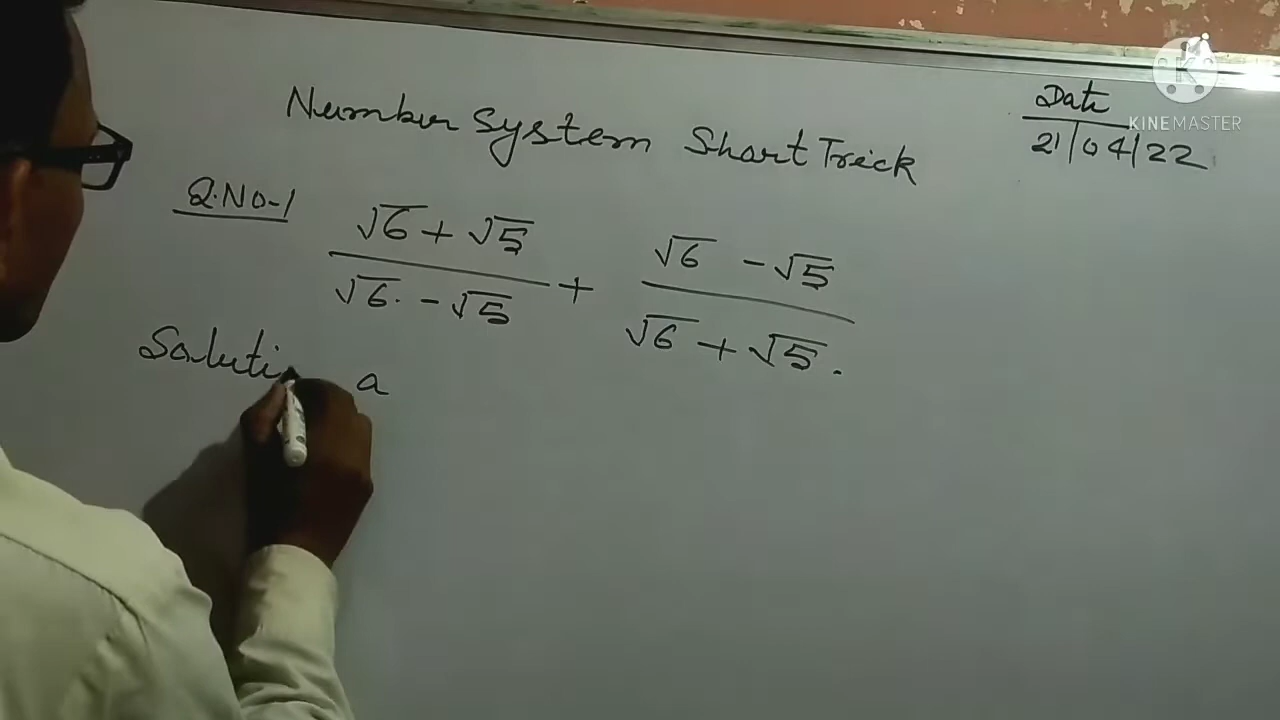 Date
KINEMASTER
21/04/22
Number System Short Trick
Q.NO-1
√6 + √5 / √6 - √5 + √6 - √5 / √6 + √5.
Solution a